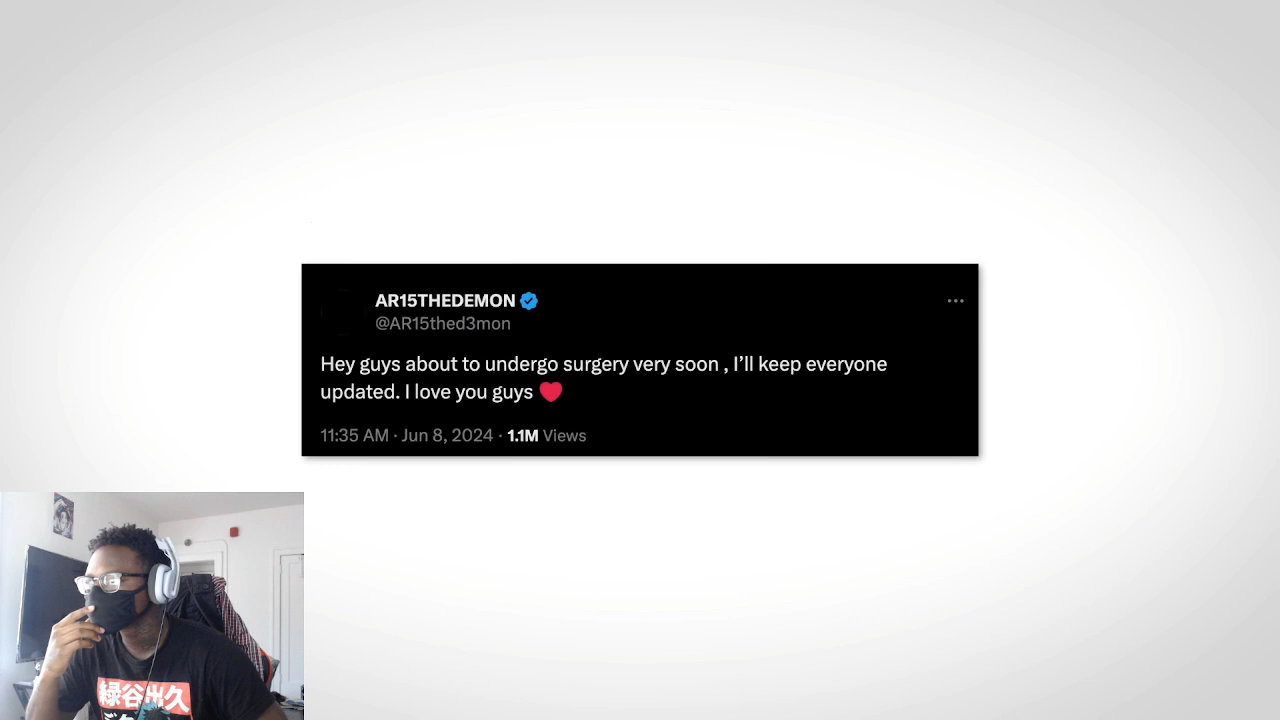 AR15THEDEMON
@AR15thed3mon
Hey guys about to undergo surgery very soon , I’ll keep everyone
updated. I love you guys ❤️
11:35 AM · Jun 8, 2024 · 1.1M Views
緑谷出久